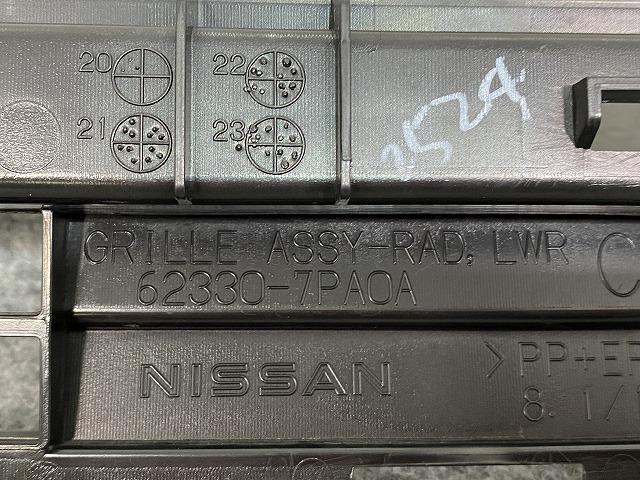 20 22
21 23
2524
GRILLE ASSY-RAD, LWR
62330-7PA0A
NISSAN
>PP+EP
8.1/